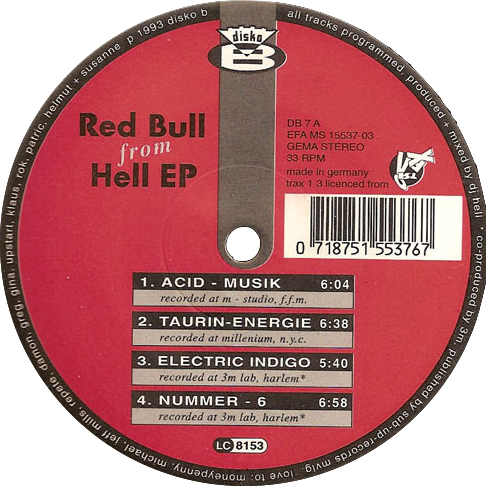 disko
B
Red Bull
from
Hell EP
DB 7 A
EFA MS 15537-03
GEMA STEREO
33 RPM
made in germany
trax 1-3 licenced from
0 718751 553767
1. ACID - MUSIK 6:04
recorded at m - studio, f.f.m.
2. TAURIN-ENERGIE 6:38
recorded at millenium, n.y.c.
3. ELECTRIC INDIGO 5:40
recorded at 3m lab, harlem*
4. NUMMER - 6 6:58
recorded at 3m lab, harlem*
LC 8153
all tracks programmed, produced + mixed by dj hell * co-produced by 3m. published by sub-up-records mvlg. love to: moneypenny, michael, jeff mills, repete, damon, greg, gina, upstart, klaus, rok, patric, helmut + susanne p 1993 disko b